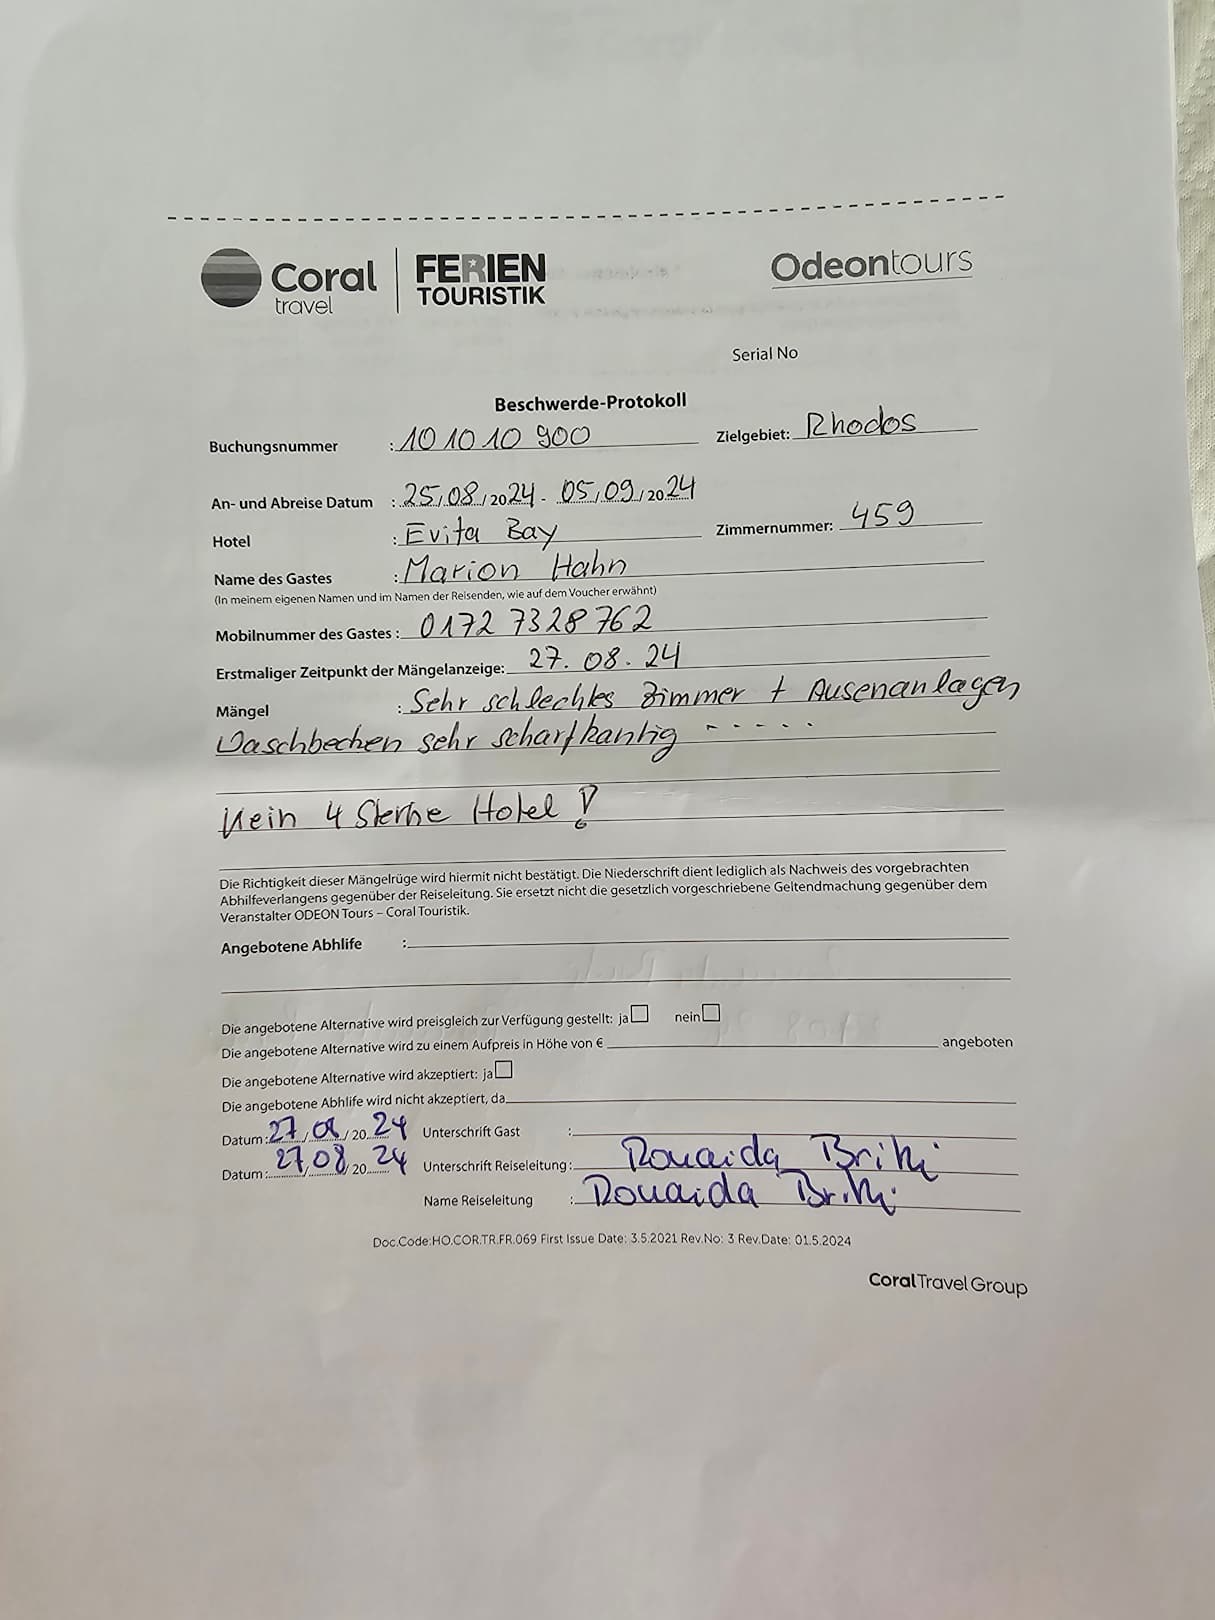 Coral travel | FERIEN TOURISTIK Odeontours
Serial No
Beschwerde-Protokoll
Buchungsnummer : 10 10 10 900 Zielgebiet: Rhodos
An- und Abreise Datum : 25/08/2024 - 05/09/2024
Hotel : Evita Bay Zimmernummer: 459
Name des Gastes : Marion Hahn
(In meinem eigenen Namen und im Namen der Reisenden, wie auf dem Voucher erwähnt)
Mobilnummer des Gastes : 0172 7328762
Erstmaliger Zeitpunkt der Mängelanzeige: 27. 08. 24
Mängel : Sehr schlechtes Zimmer + Ausenanlagen
Waschbecken sehr scharfkantig - - - - -
Kein 4 Sterne Hotel !
Die Richtigkeit dieser Mängelrüge wird hiermit nicht bestätigt. Die Niederschrift dient lediglich als Nachweis des vorgebrachten
Abhilfeverlangens gegenüber der Reiseleitung. Sie ersetzt nicht die gesetzlich vorgeschriebene Geltendmachung gegenüber dem
Veranstalter ODEON Tours – Coral Touristik.
Angebotene Abhlife :
Die angebotene Alternative wird preisgleich zur Verfügung gestellt: ja nein
Die angebotene Alternative wird zu einem Aufpreis in Höhe von € angeboten
Die angebotene Alternative wird akzeptiert: ja
Die angebotene Abhlife wird nicht akzeptiert, da
Datum: 27/08/2024 Unterschrift Gast :
Datum: 27/08/2024 Unterschrift Reiseleitung: Rouaida Briki
Name Reiseleitung : Rouaida Briki
Doc.Code:HO.COR.TR.FR.069 First Issue Date: 3.5.2021 Rev.No: 3 Rev.Date: 01.5.2024
CoralTravelGroup